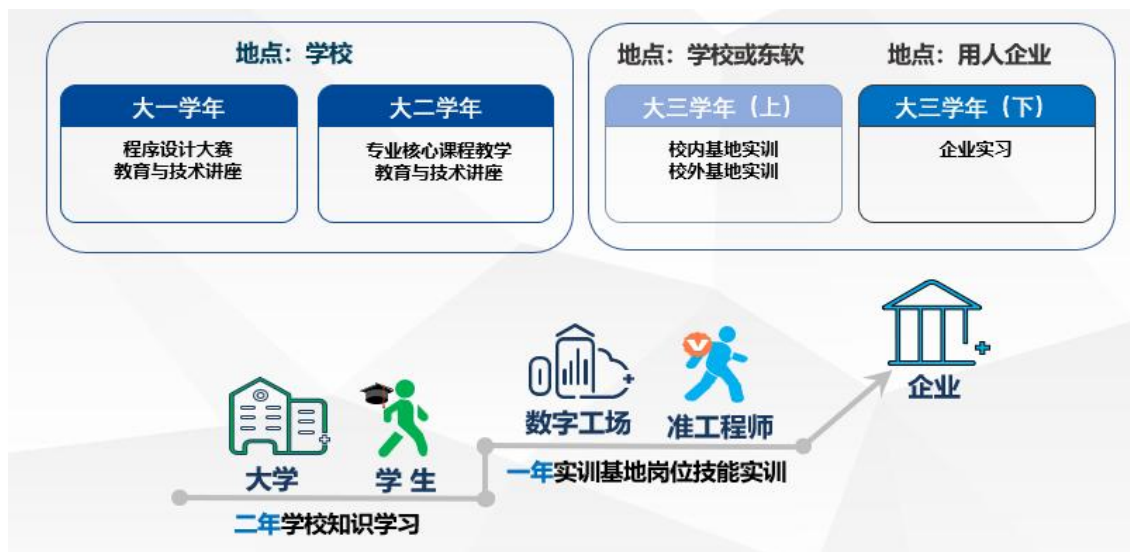 地点：学校
大一学年
程序设计大赛
教育与技术讲座
大二学年
专业核心课程教学
教育与技术讲座
地点：学校或东软
大三学年（上）
校内基地实训
校外基地实训
地点：用人企业
大三学年（下）
企业实习
大学
学生
二年学校知识学习
数字工场
准工程师
一年实训基地岗位技能实训
企业